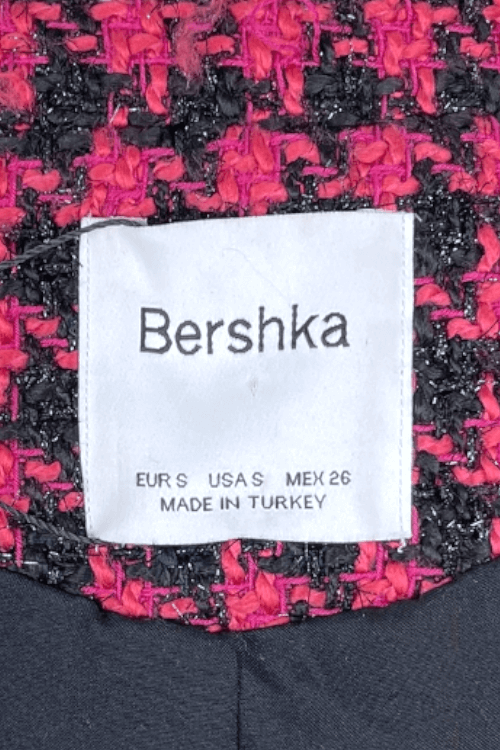 Bershka
EUR S USA S MEX 26
MADE IN TURKEY